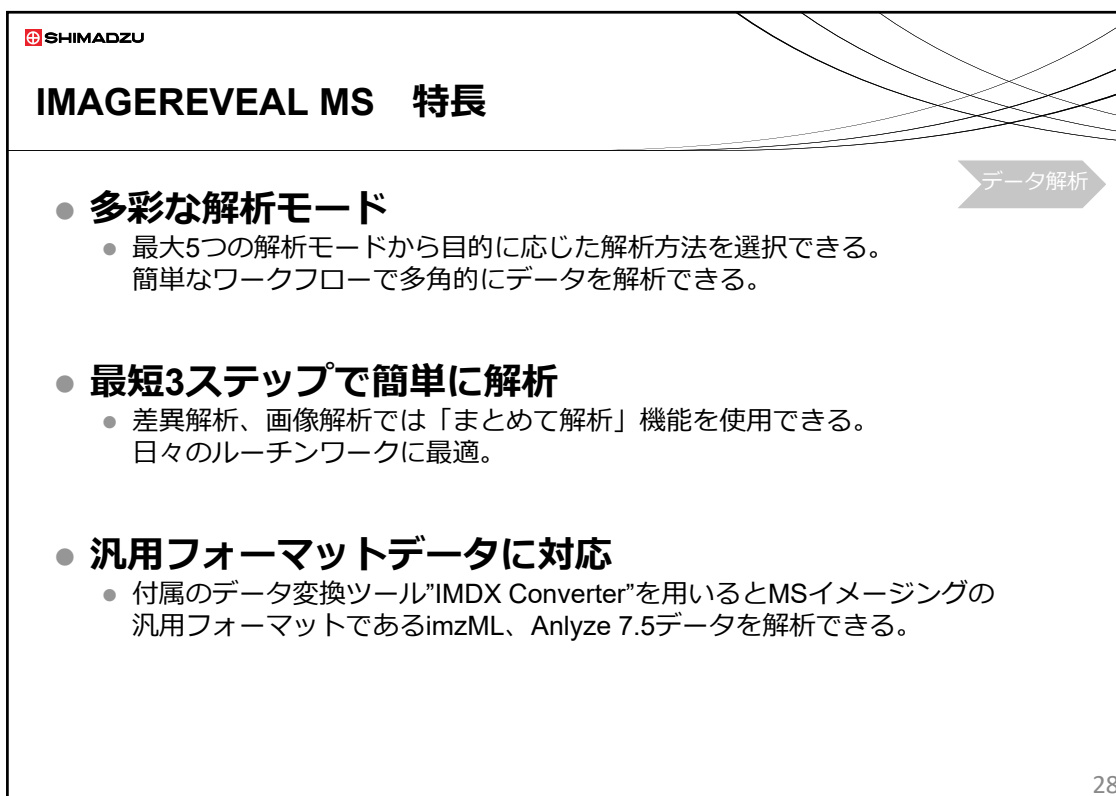 SHIMADZU
IMAGEREVEAL MS 特長
データ解析
● 多彩な解析モード
● 最大5つの解析モードから目的に応じた解析方法を選択できる。
簡単なワークフローで多角的にデータを解析できる。
● 最短3ステップで簡単に解析
● 差異解析、画像解析では「まとめて解析」機能を使用できる。
日々のルーチンワークに最適。
● 汎用フォーマットデータに対応
● 付属のデータ変換ツール”IMDX Converter”を用いるとMSイメージングの
汎用フォーマットであるimzML、Anlyze 7.5データを解析できる。
28